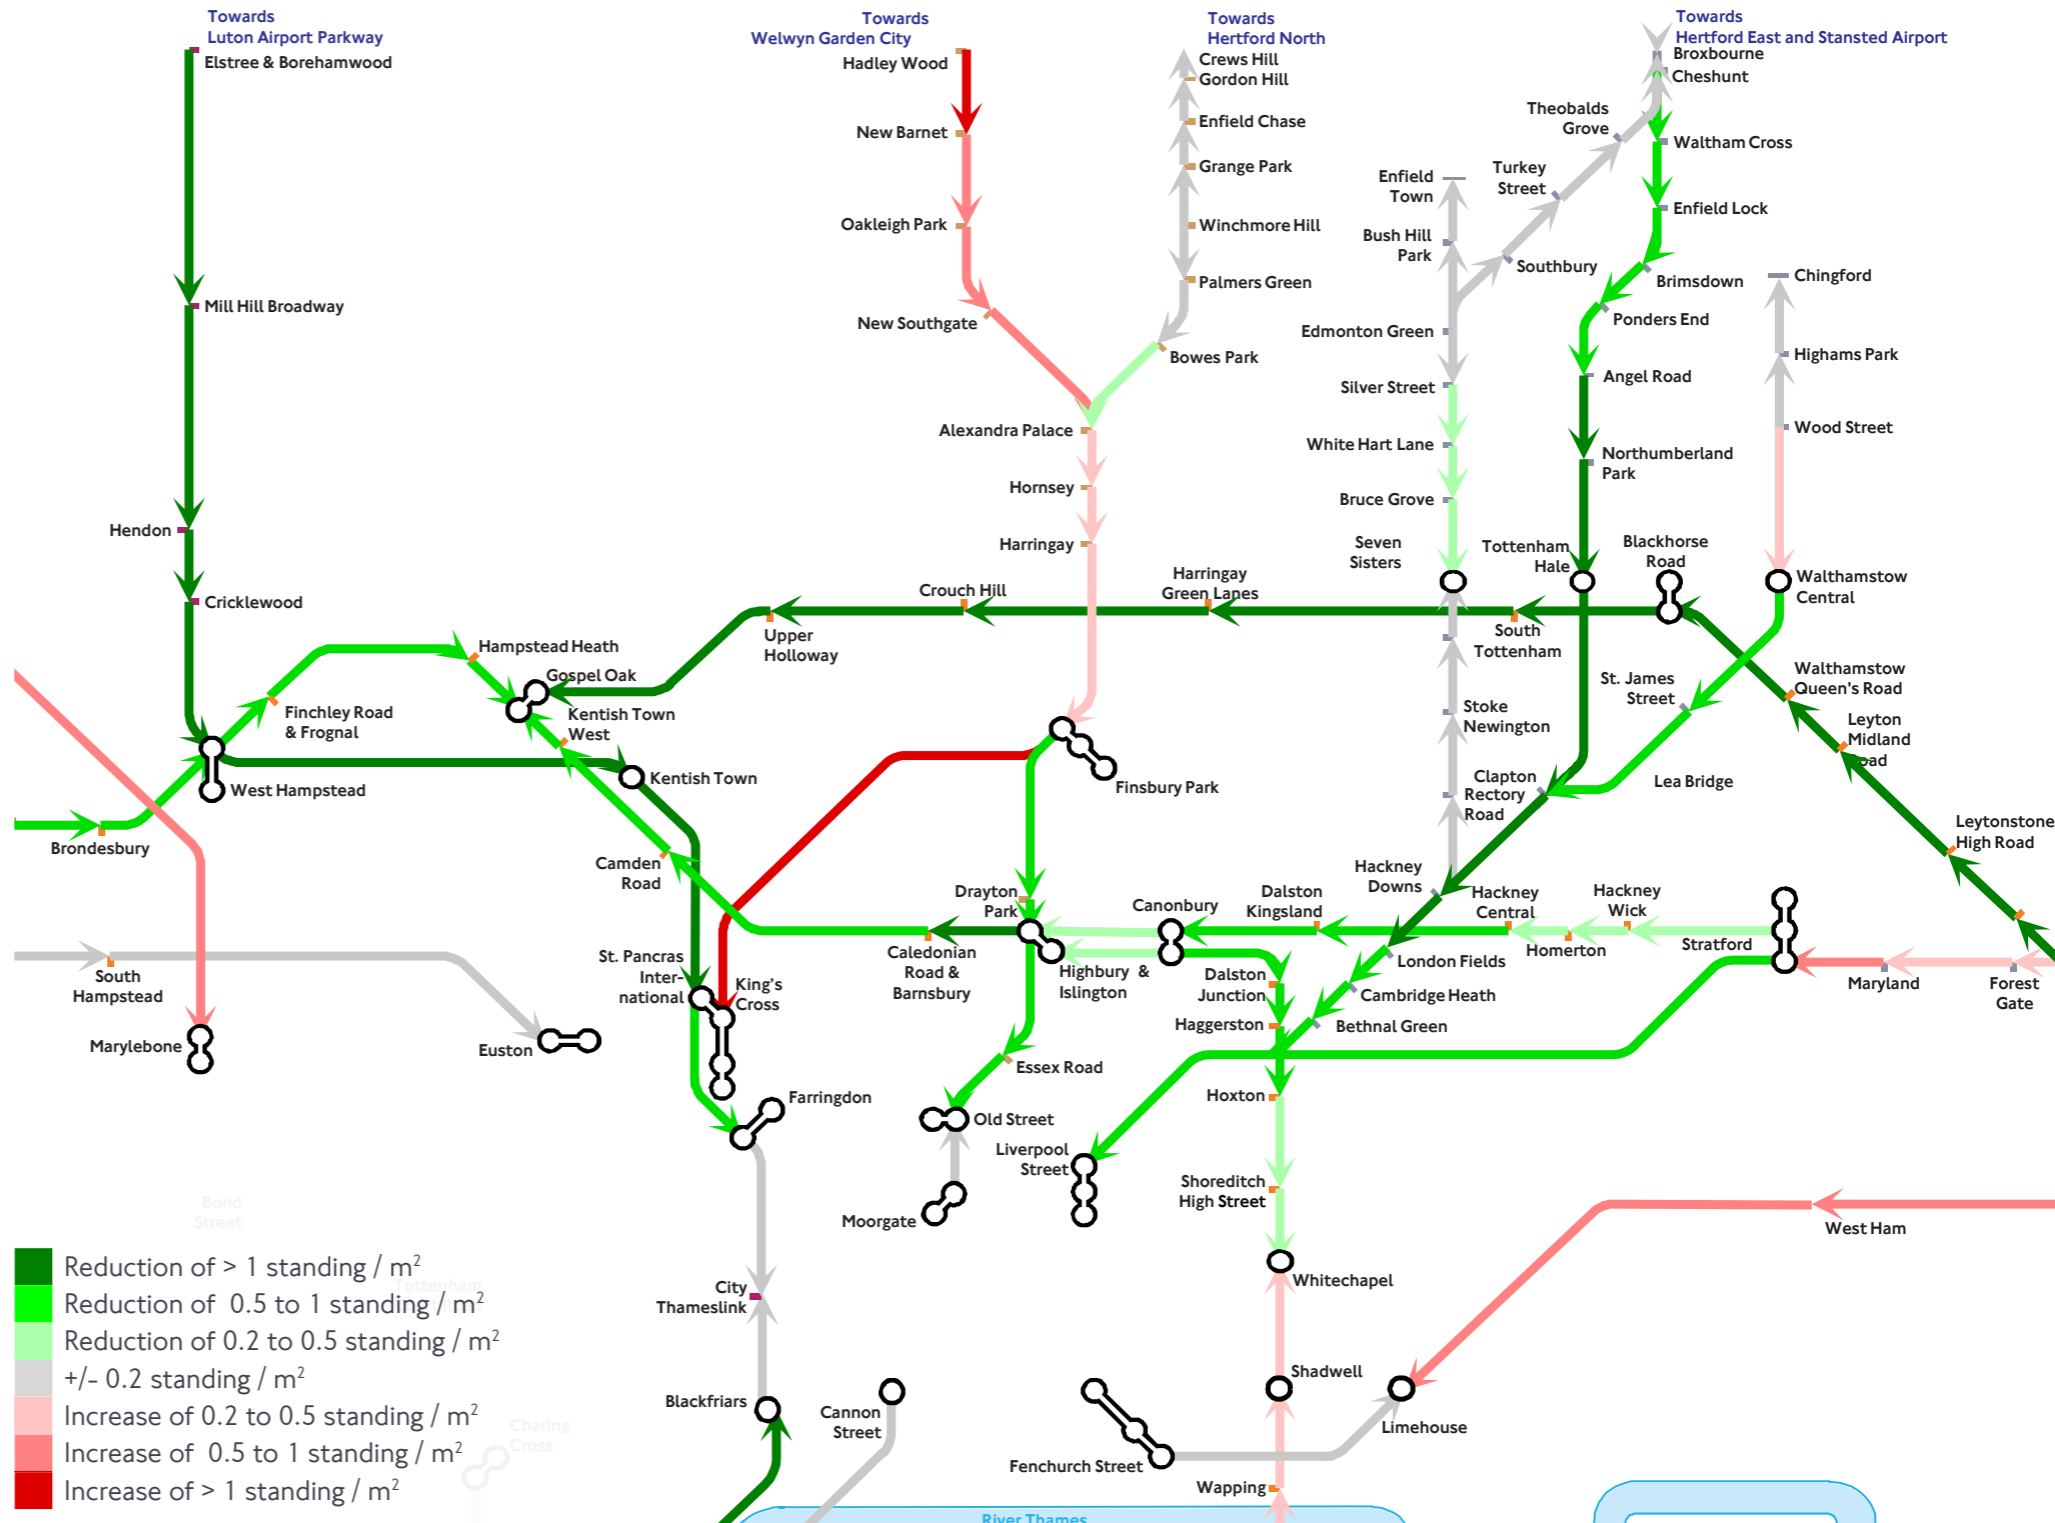 Towards
Luton Airport Parkway
Elstree & Borehamwood
Towards
Welwyn Garden City
Hadley Wood
Towards
Hertford North
Crews Hill
Gordon Hill
Towards
Hertford East and Stansted Airport
Broxbourne
Cheshunt
New Barnet
Enfield Chase
Theobalds
Grove
Waltham Cross
Grange Park
Enfield
Town
Turkey
Street
Enfield Lock
Oakleigh Park
Winchmore Hill
Bush Hill
Park
Southbury
Brimsdown
Chingford
Palmers Green
Mill Hill Broadway
New Southgate
Edmonton Green
Ponders End
Bowes Park
Highams Park
Silver Street
Angel Road
Alexandra Palace
White Hart Lane
Wood Street
Northumberland
Park
Hornsey
Bruce Grove
Hendon
Harringay
Seven
Sisters
Tottenham
Hale
Blackhorse
Road
Walthamstow
Central
Cricklewood
Crouch Hill
Harringay
Green Lanes
Upper
Holloway
South
Tottenham
Hampstead Heath
Gospel Oak
St. James
Street
Walthamstow
Queen's Road
Finchley Road
& Frognal
Kentish Town
West
Stoke
Newington
Leyton
Midland
Road
West Hampstead
Kentish Town
Finsbury Park
Clapton
Rectory
Road
Lea Bridge
Brondesbury
Camden
Road
Leytonstone
High Road
Drayton
Park
Canonbury
Dalston
Kingsland
Hackney
Downs
Hackney
Central
Hackney
Wick
Homerton
Stratford
South
Hampstead
St. Pancras
Inter-
national
King's
Cross
Caledonian
Road &
Barnsbury
Highbury &
Islington
Dalston
Junction
London Fields
Cambridge Heath
Bethnal Green
Maryland
Forest
Gate
Haggerston
Marylebone
Euston
Essex Road
Farringdon
Old Street
Hoxton
Liverpool
Street
Shoreditch
High Street
Moorgate
Bond
Street
West Ham
Whitechapel
City
Thameslink
Tottenham
Shadwell
Blackfriars
Cannon
Street
Limehouse
Fenchurch Street
Wapping
Charing
Cross
River Thames
Reduction of > 1 standing / m²
Reduction of 0.5 to 1 standing / m²
Reduction of 0.2 to 0.5 standing / m²
+/- 0.2 standing / m²
Increase of 0.2 to 0.5 standing / m²
Increase of 0.5 to 1 standing / m²
Increase of > 1 standing / m²